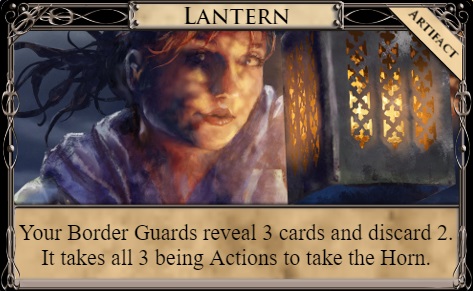 LANTERN
ARTIFACT
Your Border Guards reveal 3 cards and discard 2.
It takes all 3 being Actions to take the Horn.